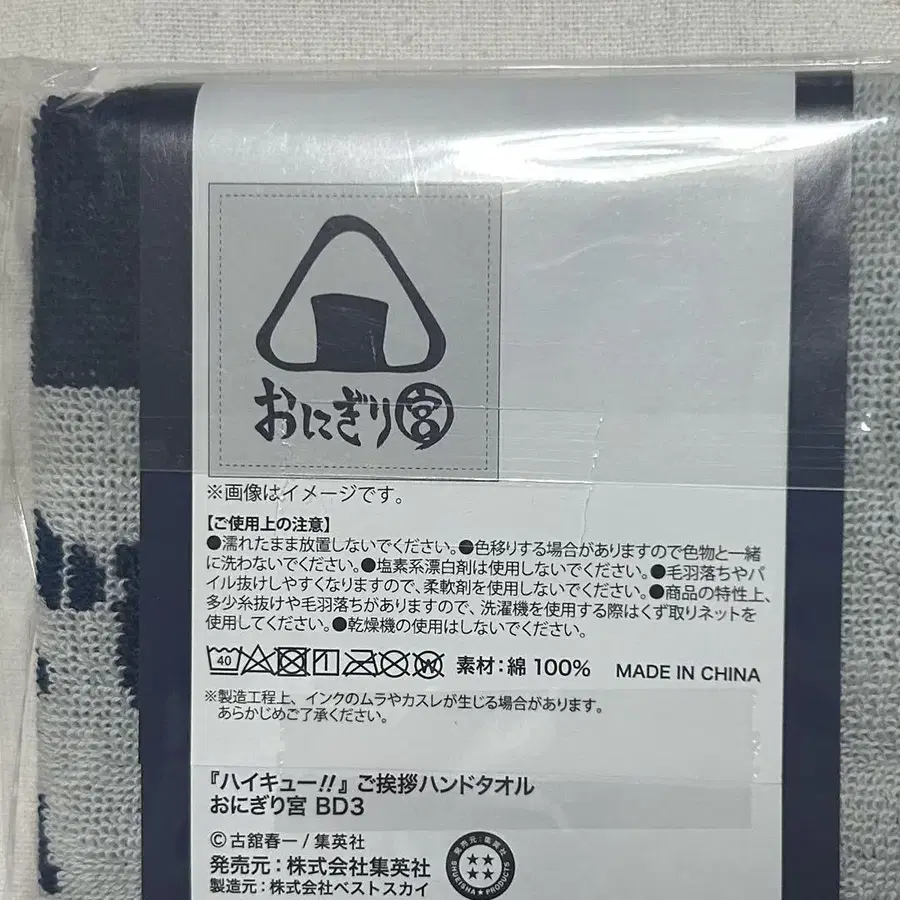 おにぎり宮
※画像はイメージです。
【ご使用上の注意】
●濡れたまま放置しないでください。●色移りする場合がありますので色物と一緒
に洗わないでください。●塩素系漂白剤は使用しないでください。●毛羽落ちやパ
イル抜けしやすくなりますので、柔軟剤を使用しないでください。●商品の特性上、
多少糸抜けや毛羽落ちがありますので、洗濯機を使用する際はくず取りネットを
使用してください。●乾燥機の使用はしないでください。
40 素材：綿 100% MADE IN CHINA
※製造工程上、インクのムラやカスレが生じる場合があります。
あらかじめご了承ください。
『ハイキュー!!』ご挨拶ハンドタオル
おにぎり宮 BD3
©古舘春一 / 集英社
発売元：株式会社集英社
製造元：株式会社ベストスカイ
発売元：集英社
SHUEISHA★PRODUCTS